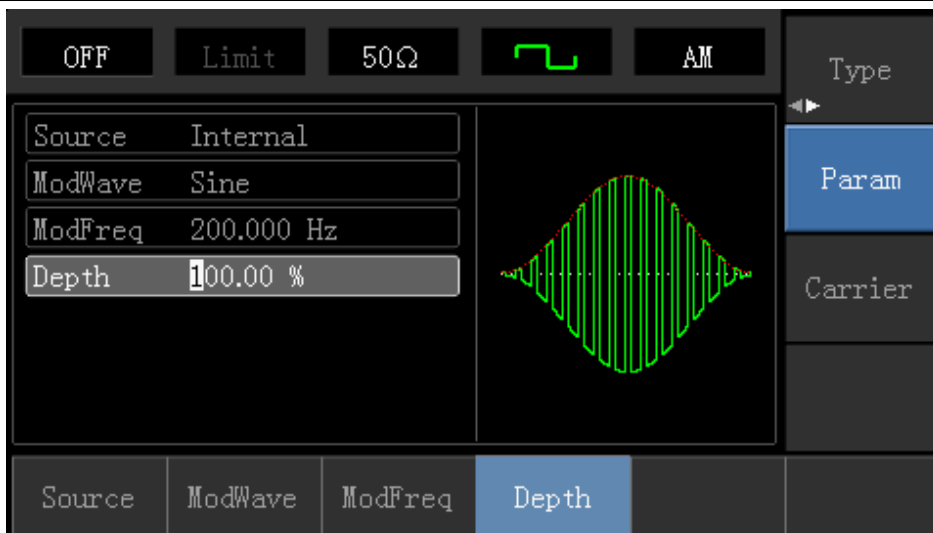 OFF Limit 50Ω AM
Type
Source Internal
ModWave Sine
ModFreq 200.000 Hz
Depth 100.00 %
Param
Carrier
Source ModWave ModFreq Depth